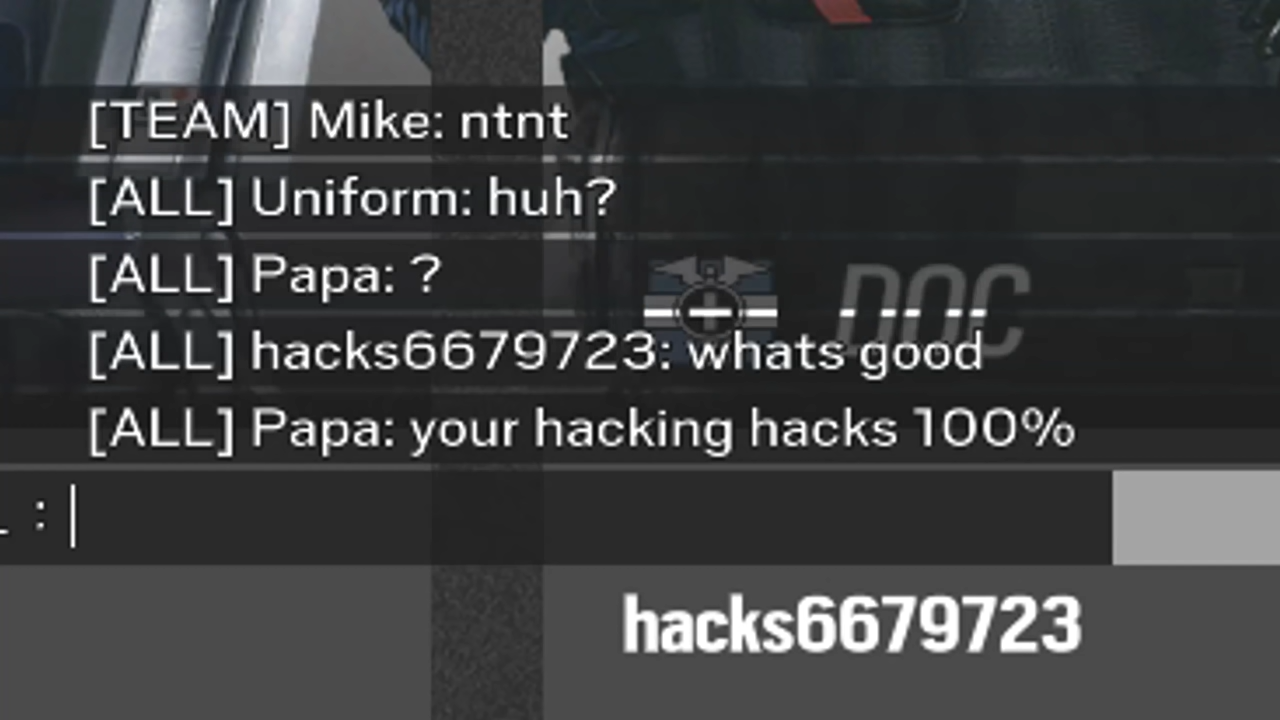 [TEAM] Mike: ntnt
[ALL] Uniform: huh?
[ALL] Papa: ?
DOC
[ALL] hacks6679723: whats good
[ALL] Papa: your hacking hacks 100%
:
hacks6679723